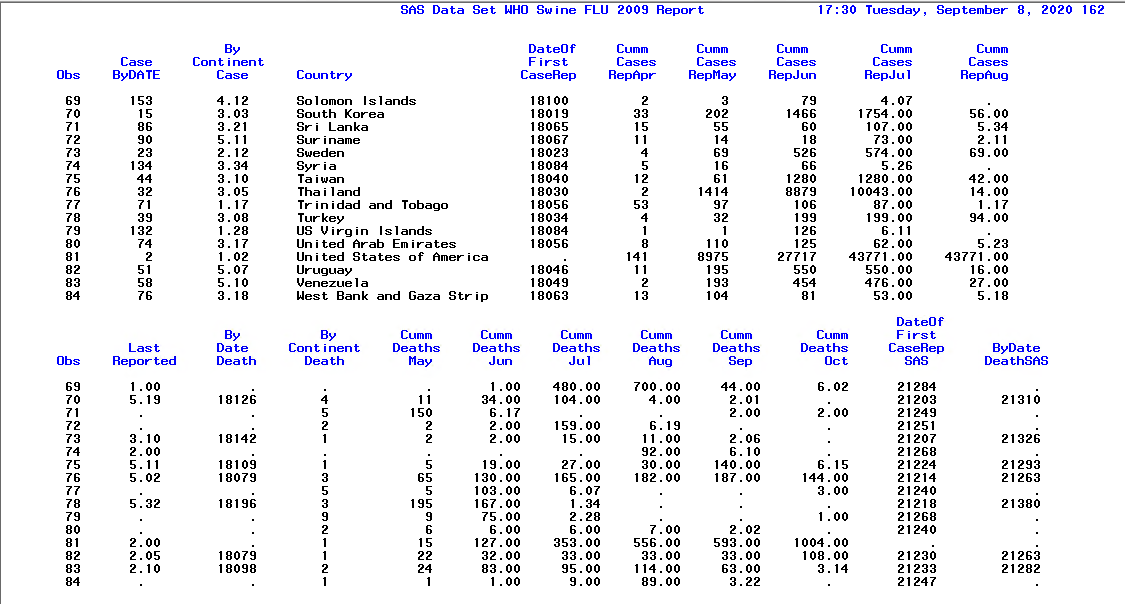 SAS Data Set WHO Swine FLU 2009 Report 17:30 Tuesday, September 8, 2020 162
By DateOf Cumm Cumm Cumm Cumm Cumm
Case Continent First Cases Cases Cases Cases Cases
Obs ByDATE Case Country CaseRep RepApr RepMay RepJun RepJul RepAug
69 153 4.12 Solomon Islands 18100 2 3 79 4.07 .
70 15 3.03 South Korea 18019 33 202 1466 1754.00 56.00
71 86 3.21 Sri Lanka 18065 15 55 60 107.00 5.34
72 90 5.11 Suriname 18067 11 14 18 73.00 2.11
73 23 2.12 Sweden 18023 4 69 526 574.00 69.00
74 134 3.34 Syria 18084 5 16 66 5.26 .
75 44 3.10 Taiwan 18040 12 61 1280 1280.00 42.00
76 32 3.05 Thailand 18030 2 1414 8879 10043.00 14.00
77 71 1.17 Trinidad and Tobago 18056 53 97 106 87.00 1.17
78 39 3.08 Turkey 18034 4 32 199 199.00 94.00
79 132 1.28 US Virgin Islands 18084 1 1 126 6.11 .
80 74 3.17 United Arab Emirates 18056 8 110 125 62.00 5.23
81 2 1.02 United States of America . 141 8975 27717 43771.00 43771.00
82 51 5.07 Uruguay 18046 11 195 550 550.00 16.00
83 58 5.10 Venezuela 18049 2 193 454 476.00 27.00
84 76 3.18 West Bank and Gaza Strip 18063 13 104 81 53.00 5.18
DateOf
By By Cumm Cumm Cumm Cumm Cumm Cumm First
Last Date Continent Deaths Deaths Deaths Deaths Deaths Deaths CaseRep ByDate
Obs Reported Death Death May Jun Jul Aug Sep Oct SAS DeathSAS
69 1.00 . . . 1.00 480.00 700.00 44.00 6.02 21284 .
70 5.19 18126 4 11 34.00 104.00 4.00 2.01 . 21203 21310
71 . . 5 150 6.17 . . 2.00 2.00 21249 .
72 . . 2 2 2.00 159.00 6.19 . . 21251 .
73 3.10 18142 1 2 2.00 15.00 11.00 2.06 . 21207 21326
74 2.00 . . . . . 92.00 6.10 . 21268 .
75 5.11 18109 1 5 19.00 27.00 30.00 140.00 6.15 21224 21293
76 5.02 18079 3 65 130.00 165.00 182.00 187.00 144.00 21214 21263
77 . . 5 5 103.00 6.07 . . 3.00 21240 .
78 5.32 18196 3 195 167.00 1.34 . . . 21218 21380
79 . . 9 9 75.00 2.28 . . 1.00 21268 .
80 . . 2 6 6.00 6.00 7.00 2.02 . 21240 .
81 2.00 . 1 15 127.00 353.00 556.00 593.00 1004.00 . .
82 2.05 18079 1 22 32.00 33.00 33.00 33.00 108.00 21230 21263
83 2.10 18098 2 24 83.00 95.00 114.00 63.00 3.14 21233 21282
84 . . 1 1 1.00 9.00 89.00 3.22 . 21247 .